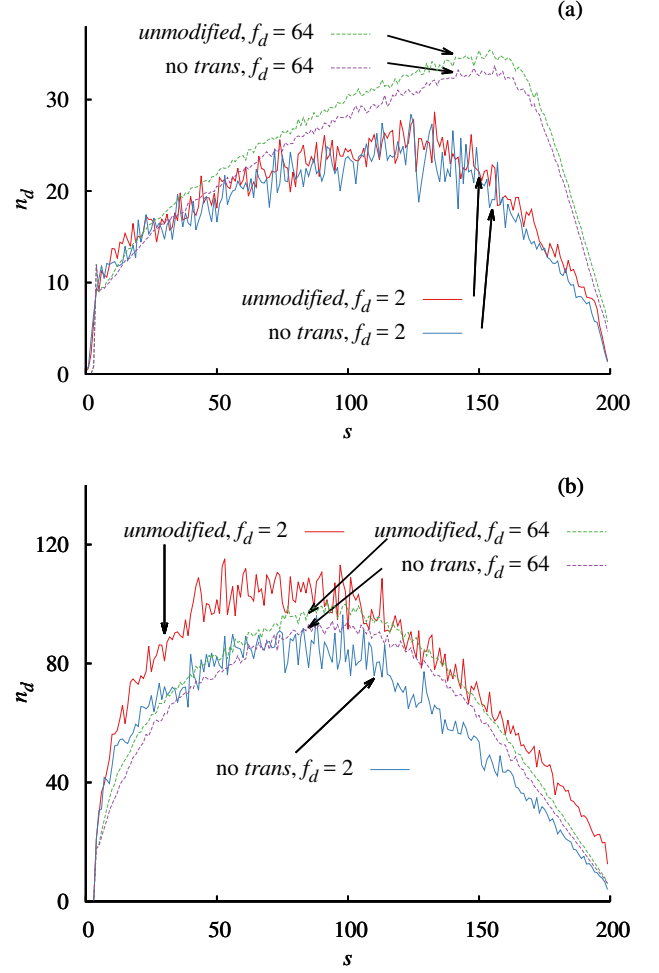 (a)
unmodified, f_d = 64
no trans, f_d = 64
30
20
10
0
n_d
unmodified, f_d = 2
no trans, f_d = 2
0 50 100 150 200
s
(b)
unmodified, f_d = 2 unmodified, f_d = 64
no trans, f_d = 64
120
80
40
0
n_d
no trans, f_d = 2
0 50 100 150 200
s